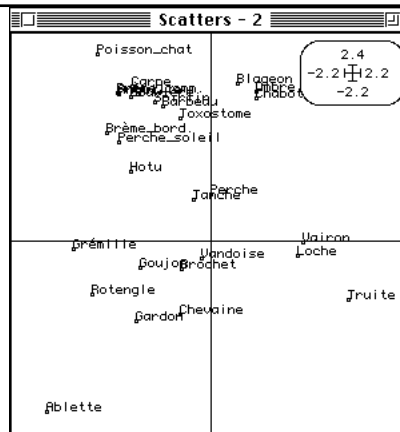 Scatters - 2
Poisson_chat
2.4
-2.2 2.2
-2.2
Carpe
Blageon
Ombre
Chabot
Barbeau
Toxostome
Brème_bord.
Perche_soleil
Hotu
Perche
Tanche
Vairon
Grémille
Vandoise
Loche
Goujon
Brochet
Rotengle
Truite
Chevaine
Gardon
Ablette